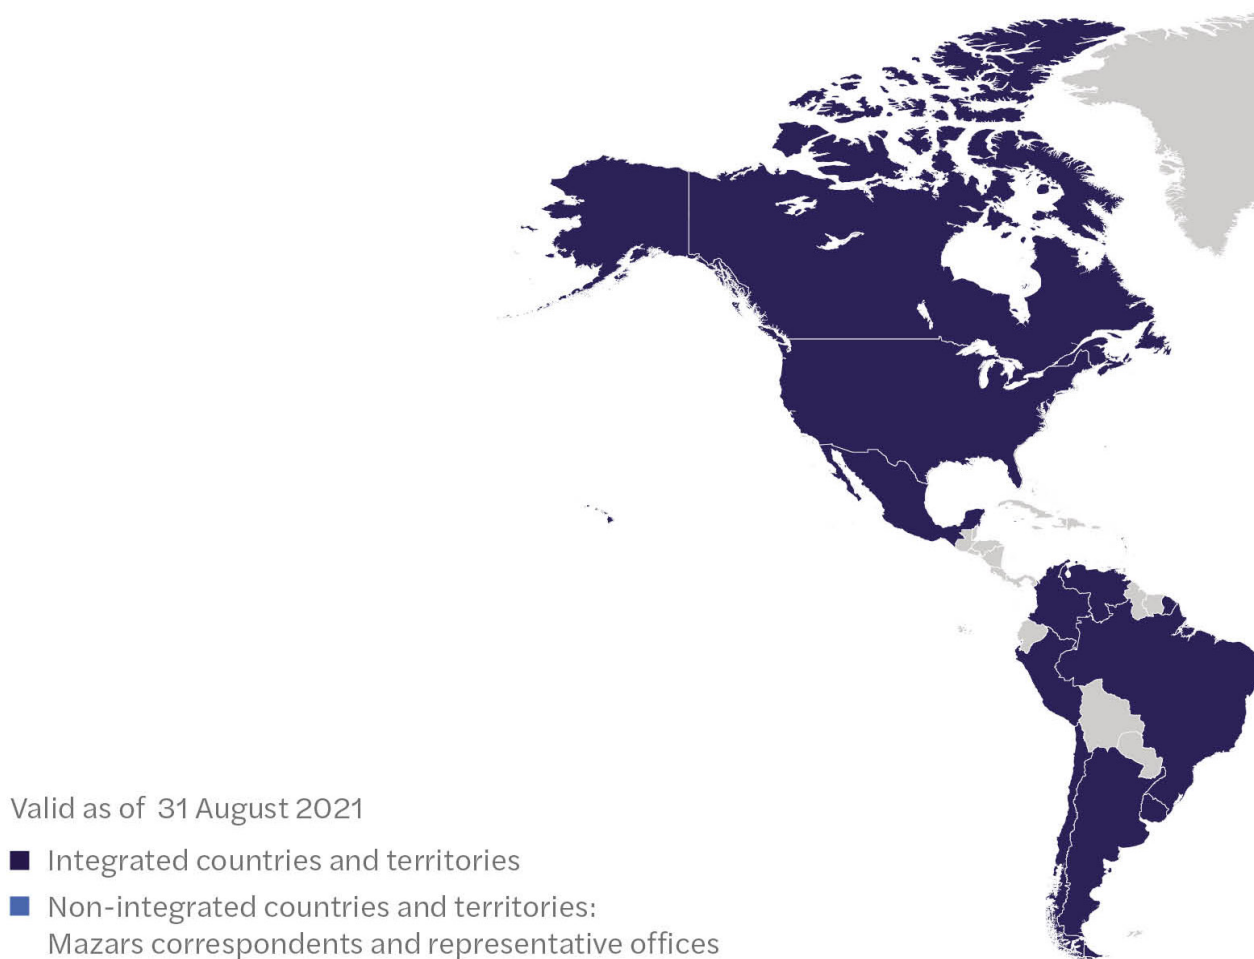 Valid as of 31 August 2021
Integrated countries and territories
Non-integrated countries and territories:
Mazars correspondents and representative offices